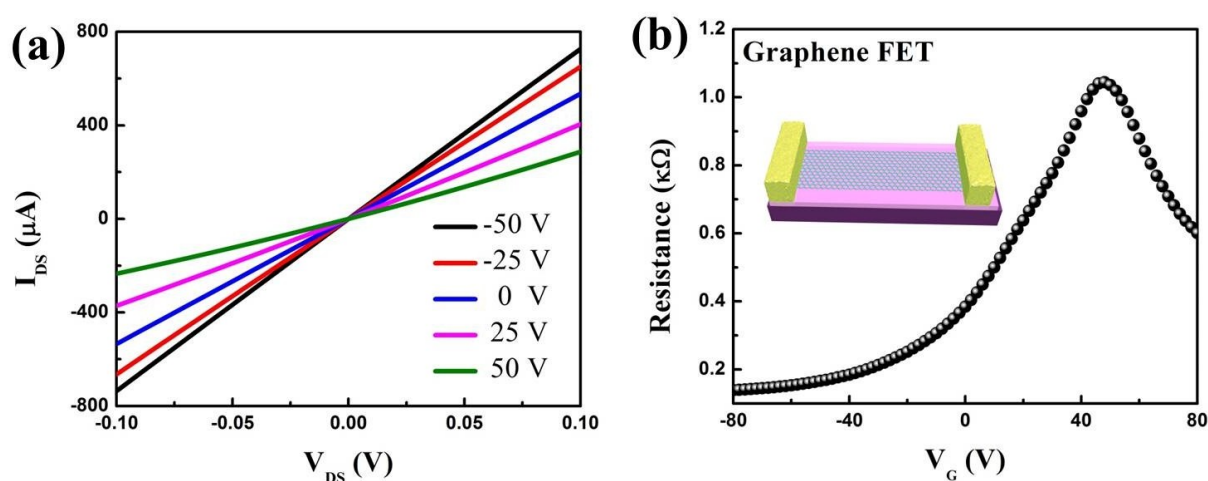 (a)
800
400
0
-400
-800
I_DS (µA)
-50 V
-25 V
0 V
25 V
50 V
-0.10
-0.05
0.00
0.05
0.10
V_DS (V)
(b)
Graphene FET
1.2
1.0
0.8
0.6
0.4
0.2
Resistance (κΩ)
-80
-40
0
40
80
V_G (V)